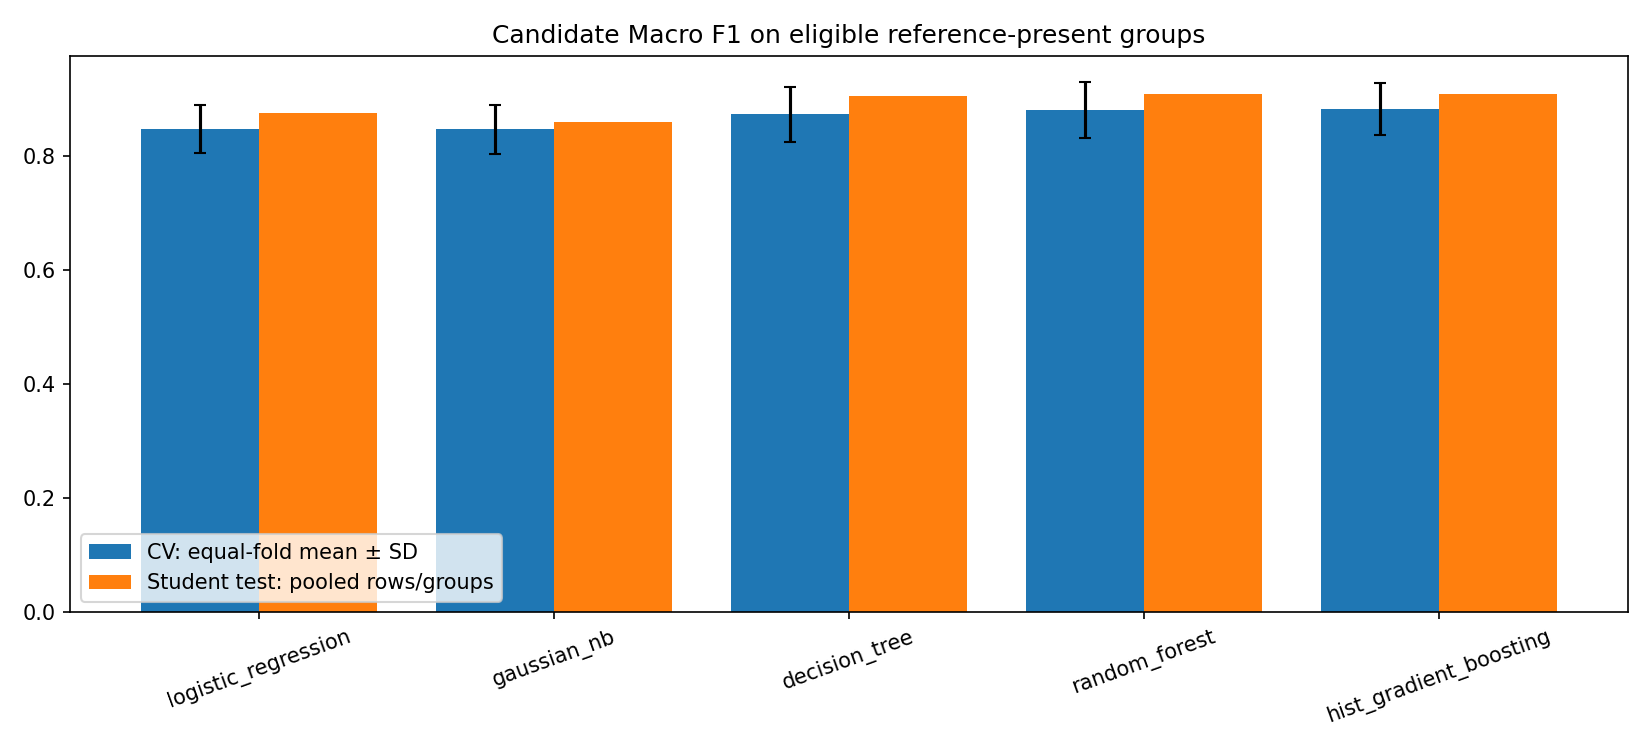 Candidate Macro F1 on eligible reference-present groups
0.8
0.6
0.4
0.2
0.0
CV: equal-fold mean ± SD
Student test: pooled rows/groups
logistic_regression
gaussian_nb
decision_tree
random_forest
hist_gradient_boosting